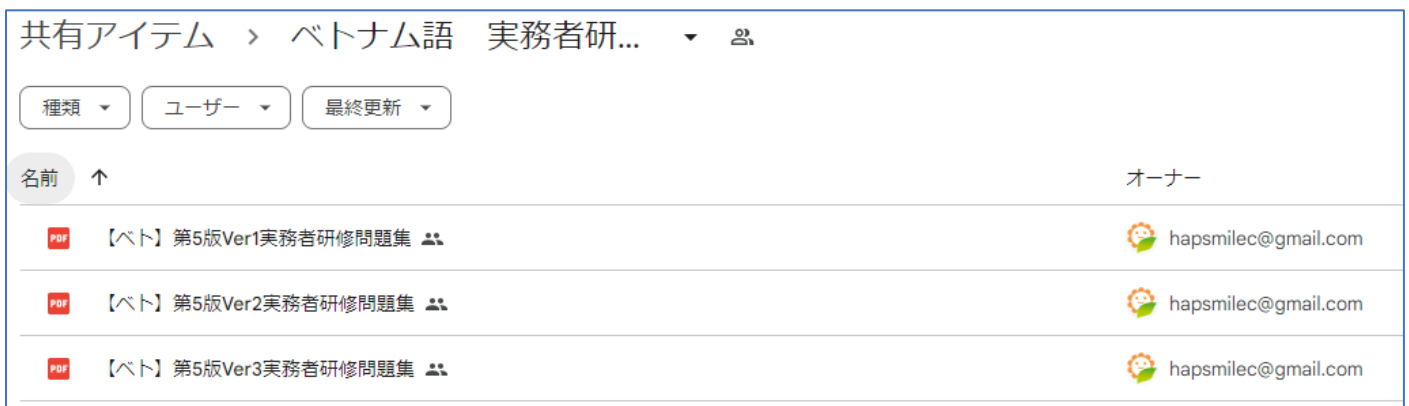 共有アイテム > ベトナム語　実務者研...
種類 ユーザー 最終更新
名前 オーナー
PDF 【ベト】第5版Ver1実務者研修問題集 hapsmilec@gmail.com
PDF 【ベト】第5版Ver2実務者研修問題集 hapsmilec@gmail.com
PDF 【ベト】第5版Ver3実務者研修問題集 hapsmilec@gmail.com